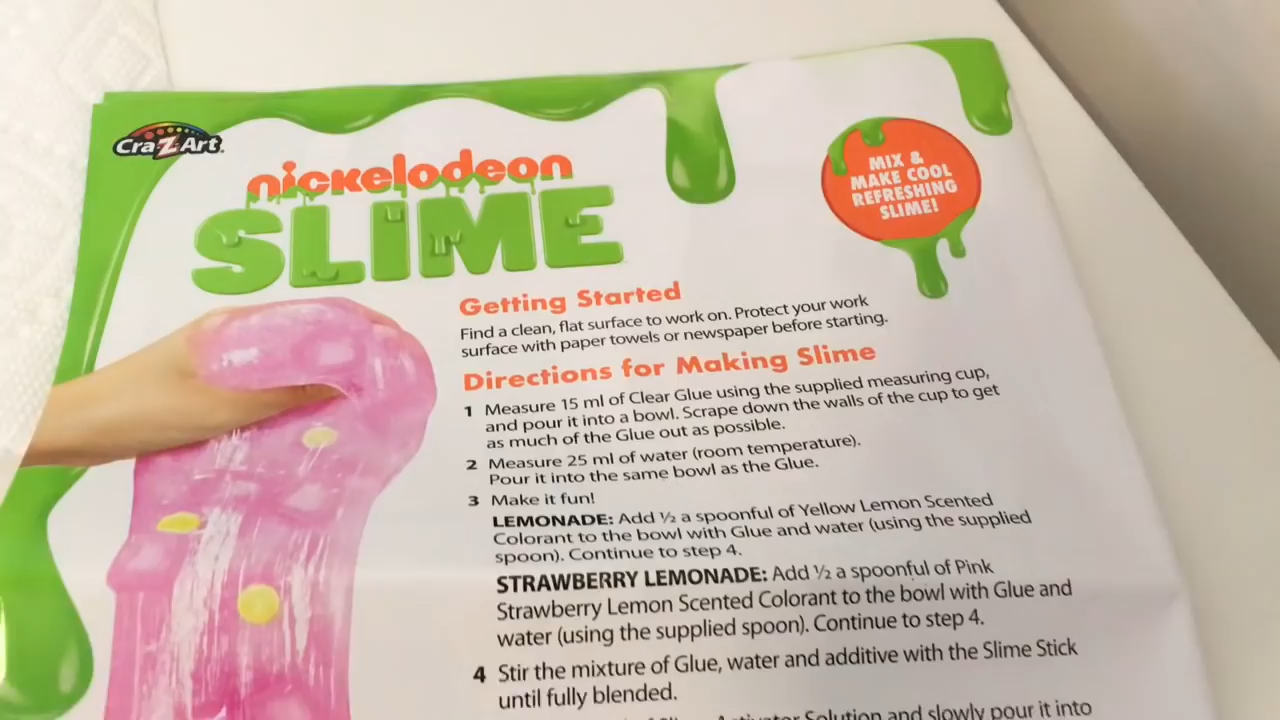 Cra-Z-Art
nickelodeon
SLIME
MIX &
MAKE COOL
REFRESHING
SLIME!
Getting Started
Find a clean, flat surface to work on. Protect your work
surface with paper towels or newspaper before starting.
Directions for Making Slime
1 Measure 15 ml of Clear Glue using the supplied measuring cup,
and pour it into a bowl. Scrape down the walls of the cup to get
as much of the Glue out as possible.
2 Measure 25 ml of water (room temperature).
Pour it into the same bowl as the Glue.
3 Make it fun!
LEMONADE: Add ½ a spoonful of Yellow Lemon Scented
Colorant to the bowl with Glue and water (using the supplied
spoon). Continue to step 4.
STRAWBERRY LEMONADE: Add ½ a spoonful of Pink
Strawberry Lemon Scented Colorant to the bowl with Glue and
water (using the supplied spoon). Continue to step 4.
4 Stir the mixture of Glue, water and additive with the Slime Stick
until fully blended.
Activator Solution and slowly pour it into